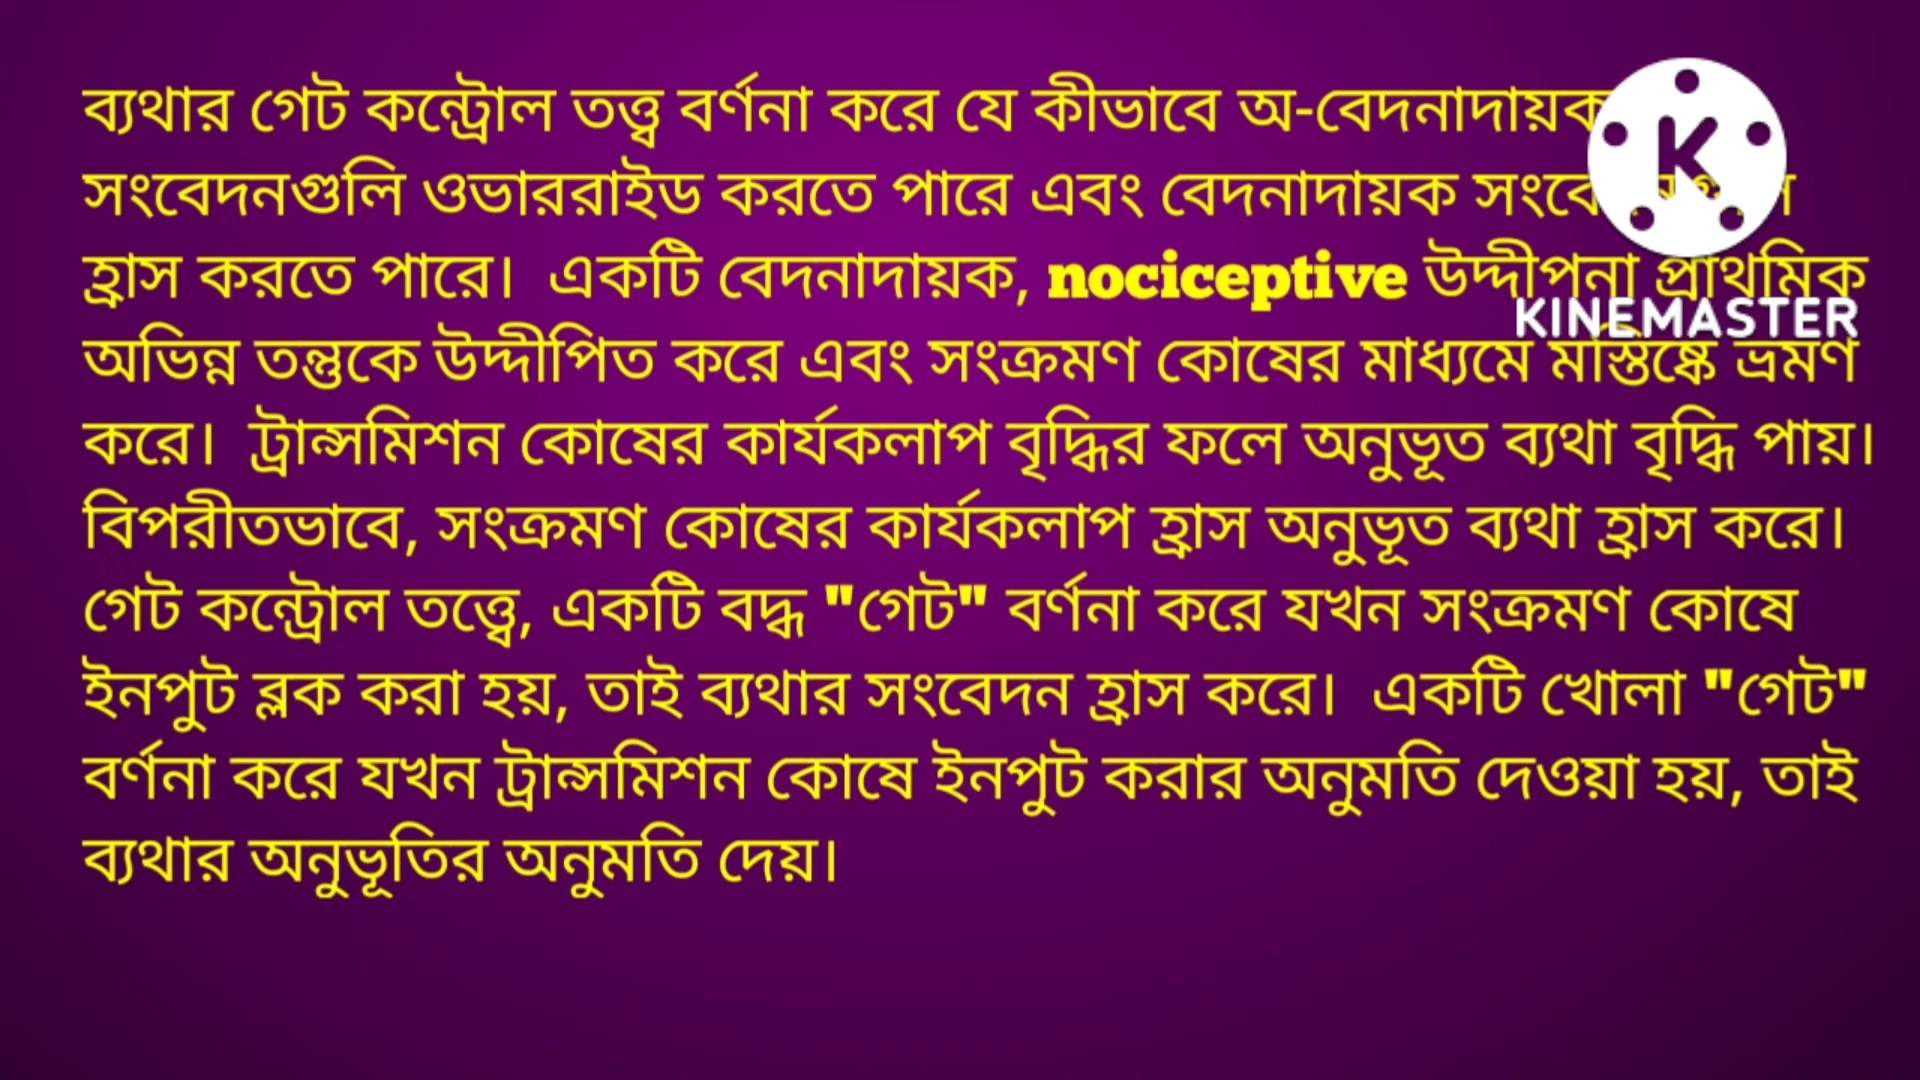 ব্যথার গেট কন্ট্রোল তত্ত্ব বর্ণনা করে যে কীভাবে অ-বেদনাদায়ক
সংবেদনগুলি ওভাররাইড করতে পারে এবং বেদনাদায়ক
হ্রাস করতে পারে।  একটি বেদনাদায়ক, nociceptive উদ্দীপনা প্রাথমিক
KINEMASTER
অভিন্ন তন্তুকে উদ্দীপিত করে এবং সংক্রমণ কোষের মাধ্যমে মস্তিষ্কে ভ্রমণ
করে।  ট্রান্সমিশন কোষের কার্যকলাপ বৃদ্ধির ফলে অনুভূত ব্যথা বৃদ্ধি পায়।
বিপরীতভাবে, সংক্রমণ কোষের কার্যকলাপ হ্রাস অনুভূত ব্যথা হ্রাস করে।
গেট কন্ট্রোল তত্ত্বে, একটি বদ্ধ "গেট" বর্ণনা করে যখন সংক্রমণ কোষে
ইনপুট ব্লক করা হয়, তাই ব্যথার সংবেদন হ্রাস করে।  একটি খোলা "গেট"
বর্ণনা করে যখন ট্রান্সমিশন কোষে ইনপুট করার অনুমতি দেওয়া হয়, তাই
ব্যথার অনুভূতির অনুমতি দেয়।